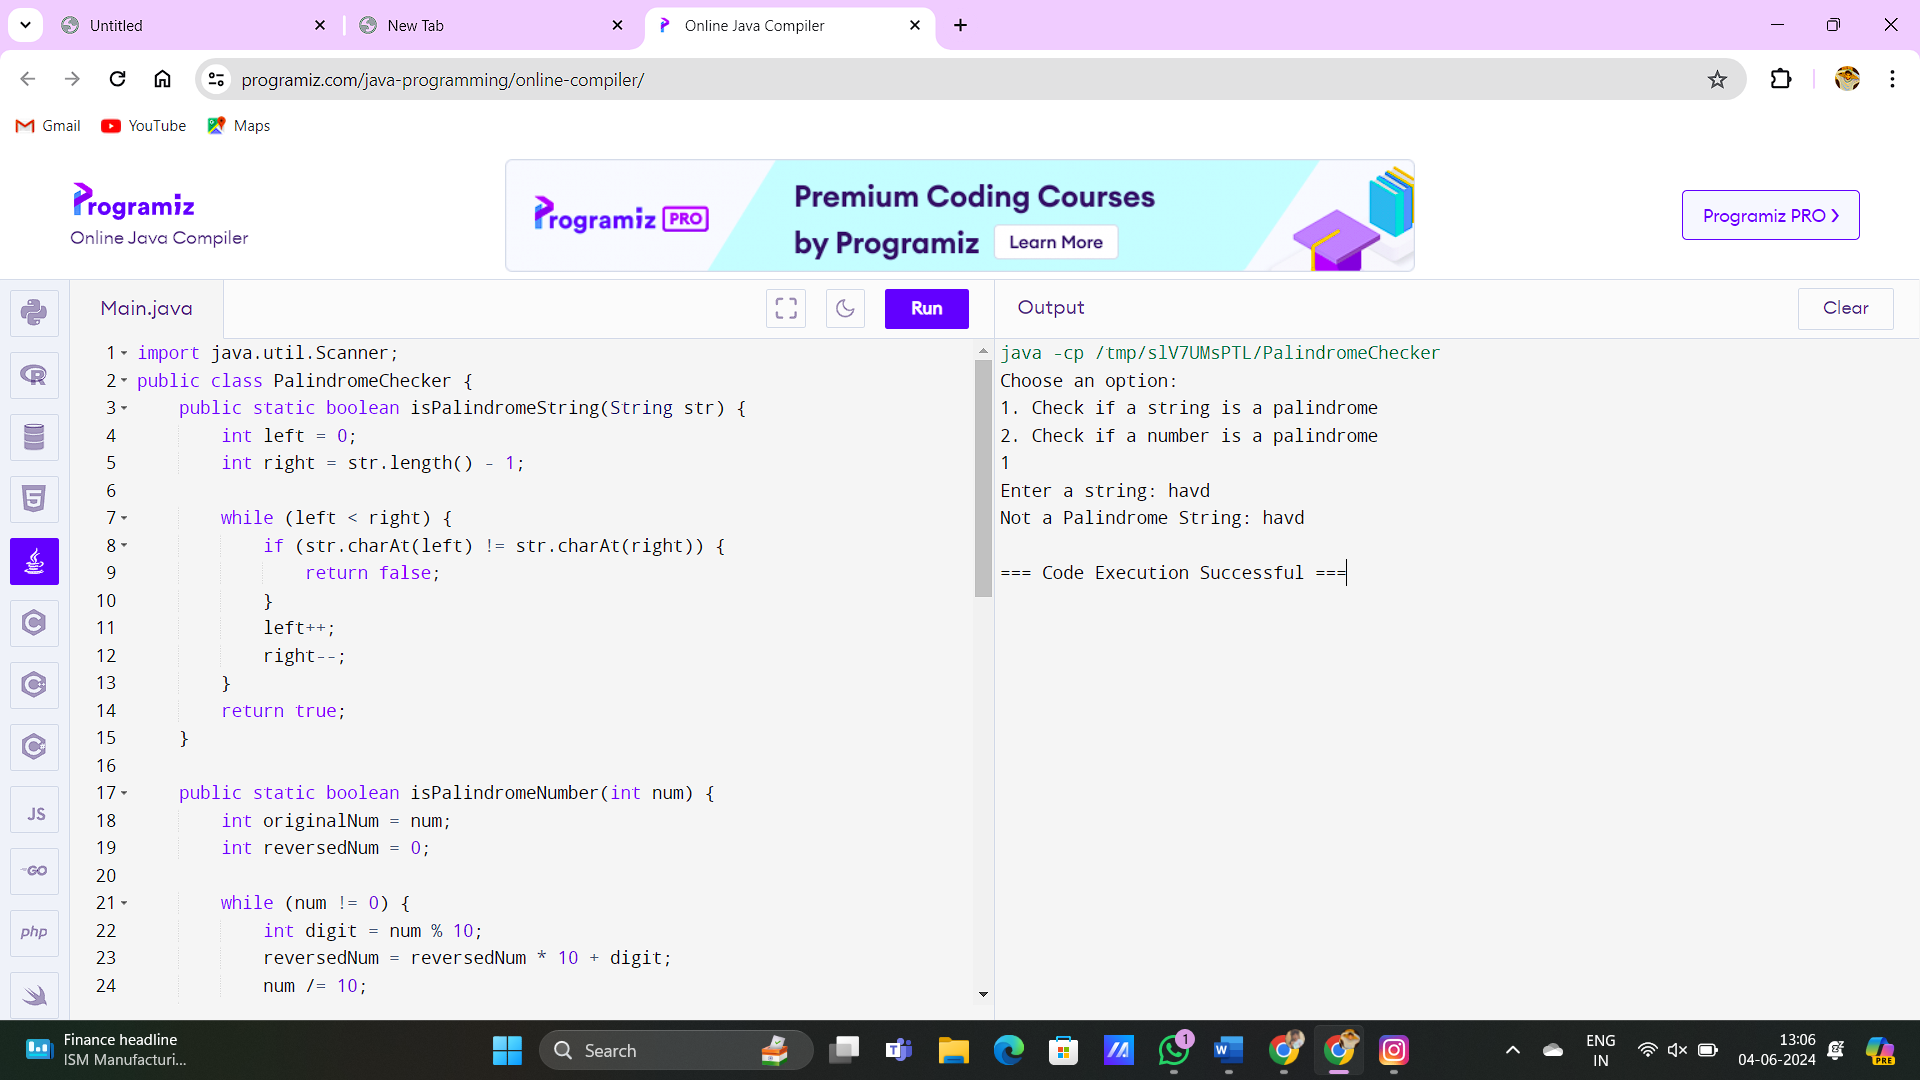 Untitled
New Tab
Online Java Compiler
programiz.com/java-programming/online-compiler/
Gmail
YouTube
Maps
Programiz
Online Java Compiler
Programiz PRO
Premium Coding Courses
by Programiz
Learn More
Programiz PRO ❯
Main.java
Run
Output
Clear
1 import java.util.Scanner;
2 public class PalindromeChecker {
3     public static boolean isPalindromeString(String str) {
4         int left = 0;
5         int right = str.length() - 1;
6
7         while (left < right) {
8             if (str.charAt(left) != str.charAt(right)) {
9                 return false;
10             }
11             left++;
12             right--;
13         }
14         return true;
15     }
16
17     public static boolean isPalindromeNumber(int num) {
18         int originalNum = num;
19         int reversedNum = 0;
20
21         while (num != 0) {
22             int digit = num % 10;
23             reversedNum = reversedNum * 10 + digit;
24             num /= 10;
java -cp /tmp/slV7UMsPTL/PalindromeChecker
Choose an option:
1. Check if a string is a palindrome
2. Check if a number is a palindrome
1
Enter a string: havd
Not a Palindrome String: havd
=== Code Execution Successful ===
JS
GO
php
Finance headline
ISM Manufacturi...
Search
1
ENG
IN
13:06
04-06-2024
PRE